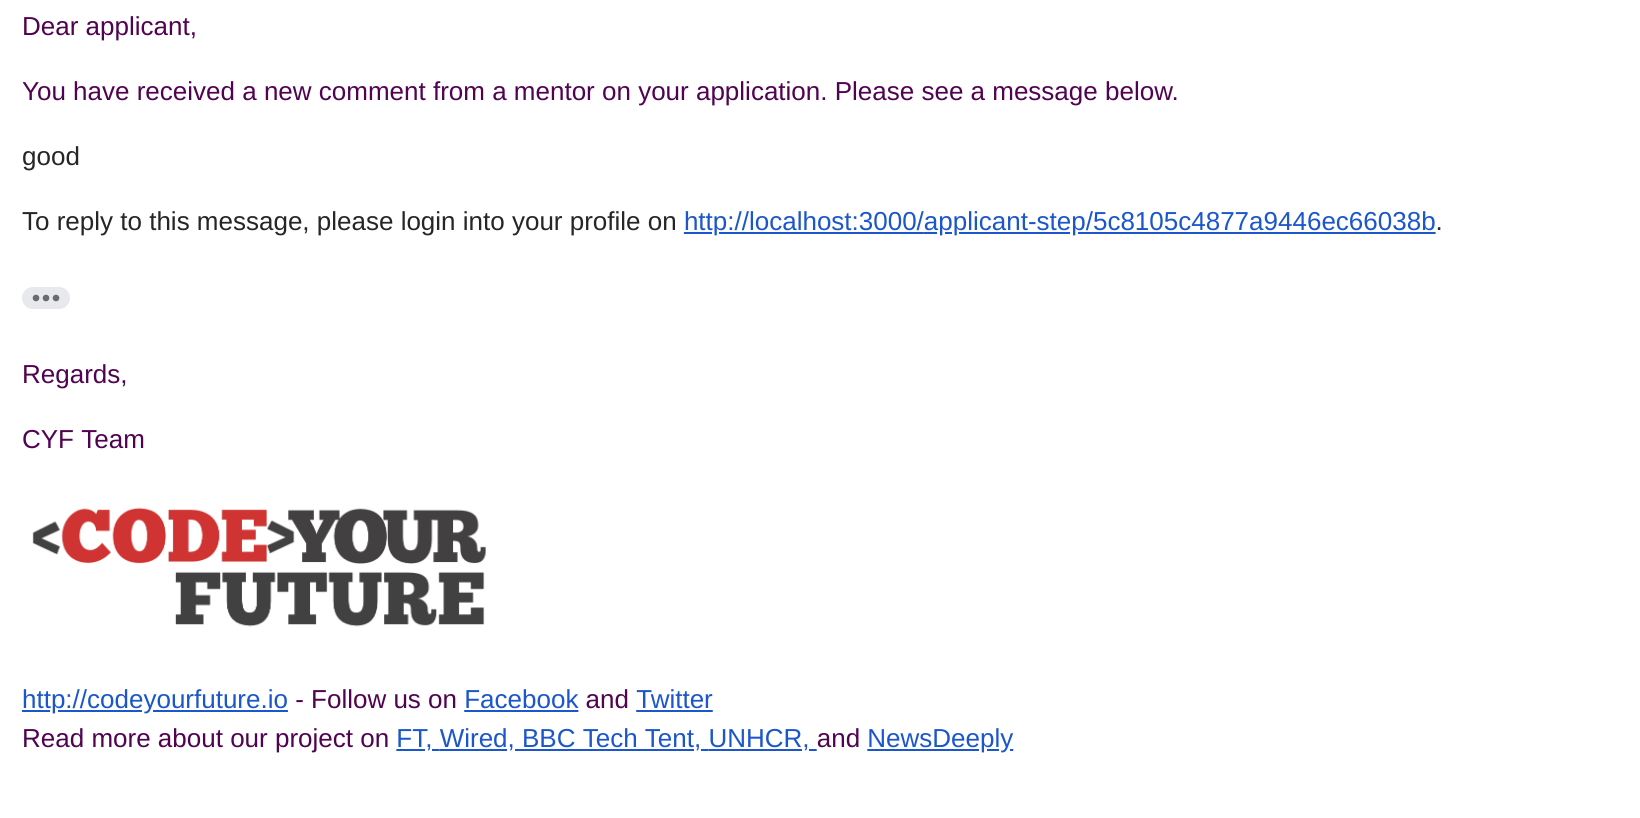 Dear applicant,
You have received a new comment from a mentor on your application. Please see a message below.
good
To reply to this message, please login into your profile on http://localhost:3000/applicant-step/5c8105c4877a9446ec66038b.
Regards,
CYF Team
<CODE>YOUR
FUTURE
http://codeyourfuture.io - Follow us on Facebook and Twitter
Read more about our project on FT, Wired, BBC Tech Tent, UNHCR, and NewsDeeply